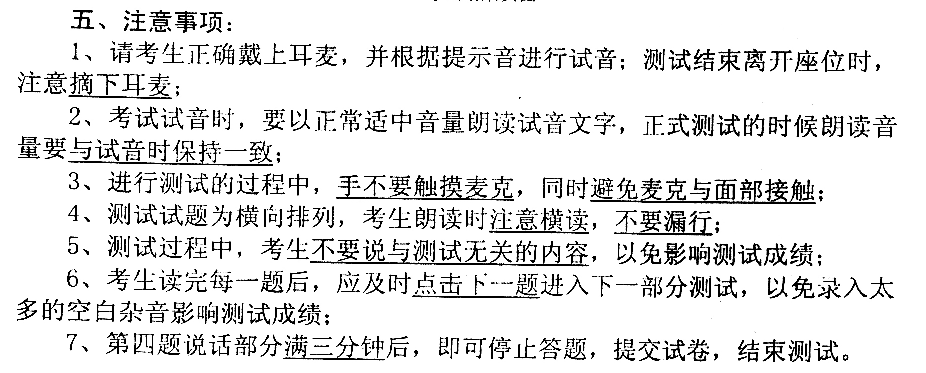 五、注意事项：
1、请考生正确戴上耳麦，并根据提示音进行试音；测试结束离开座位时，
注意摘下耳麦；
2、考试试音时，要以正常适中音量朗读试音文字，正式测试的时候朗读音
量要与试音时保持一致；
3、进行测试的过程中，手不要触摸麦克，同时避免麦克与面部接触；
4、测试试题为横向排列，考生朗读时注意横读，不要漏行；
5、测试过程中，考生不要说与测试无关的内容，以免影响测试成绩；
6、考生读完每一题后，应及时点击下一题进入下一部分测试，以免录入太
多的空白杂音影响测试成绩；
7、第四题说话部分满三分钟后，即可停止答题，提交试卷，结束测试。